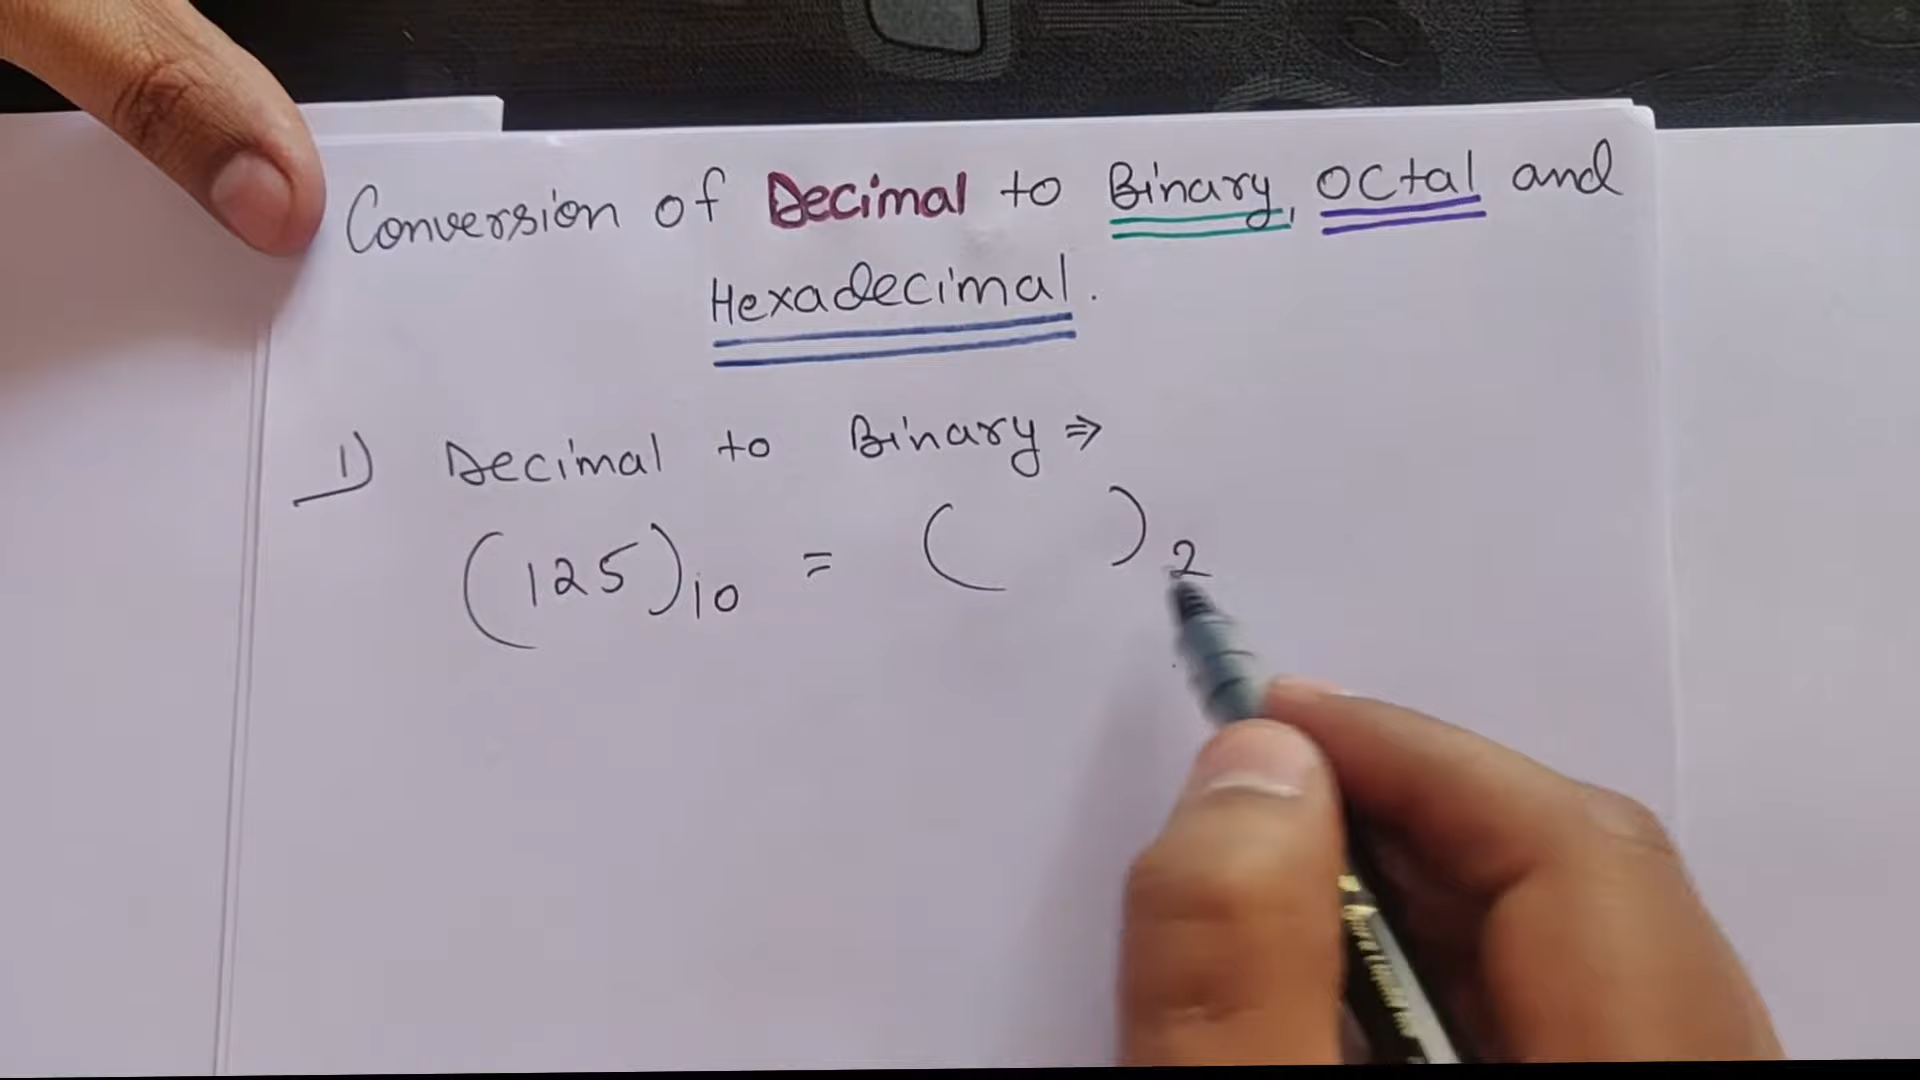 Conversion of Decimal to Binary, Octal and
Hexadecimal.
1) Decimal to Binary ⇒
(125)10 = (    )2